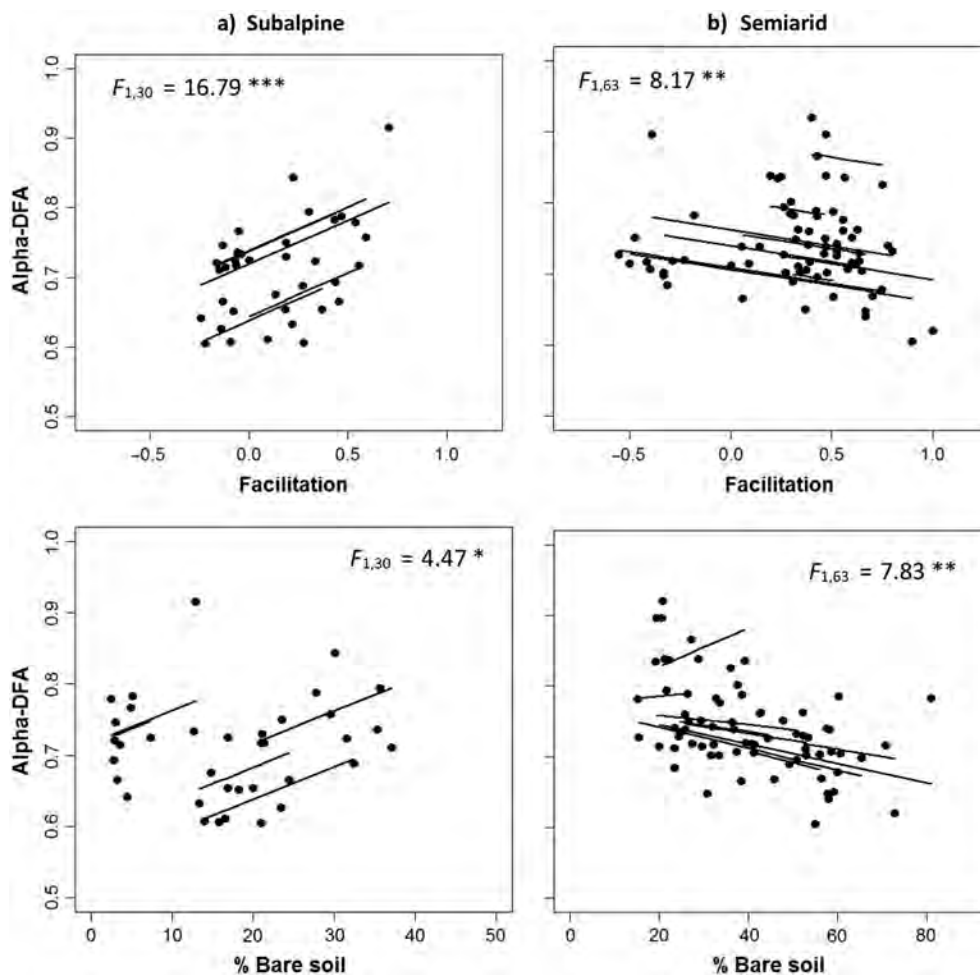 a) Subalpine
b) Semiarid
F1,30 = 16.79 ***
F1,63 = 8.17 **
Alpha-DFA
1.0
0.9
0.8
0.7
0.6
0.5
−0.5 0.0 0.5 1.0
Facilitation
−0.5 0.0 0.5 1.0
Facilitation
F1,30 = 4.47 *
F1,63 = 7.83 **
Alpha-DFA
1.0
0.9
0.8
0.7
0.6
0.5
0 10 20 30 40 50
% Bare soil
0 20 40 60 80
% Bare soil